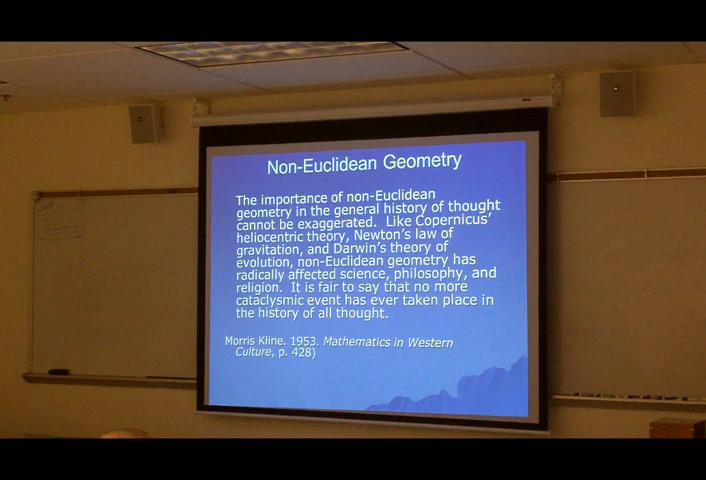 Non-Euclidean Geometry
The importance of non-Euclidean
geometry in the general history of thought
cannot be exaggerated.  Like Copernicus'
heliocentric theory, Newton's law of
gravitation, and Darwin's theory of
evolution, non-Euclidean geometry has
radically affected science, philosophy, and
religion.  It is fair to say that no more
cataclysmic event has ever taken place in
the history of all thought.
Morris Kline. 1953. Mathematics in Western
Culture, p. 428)